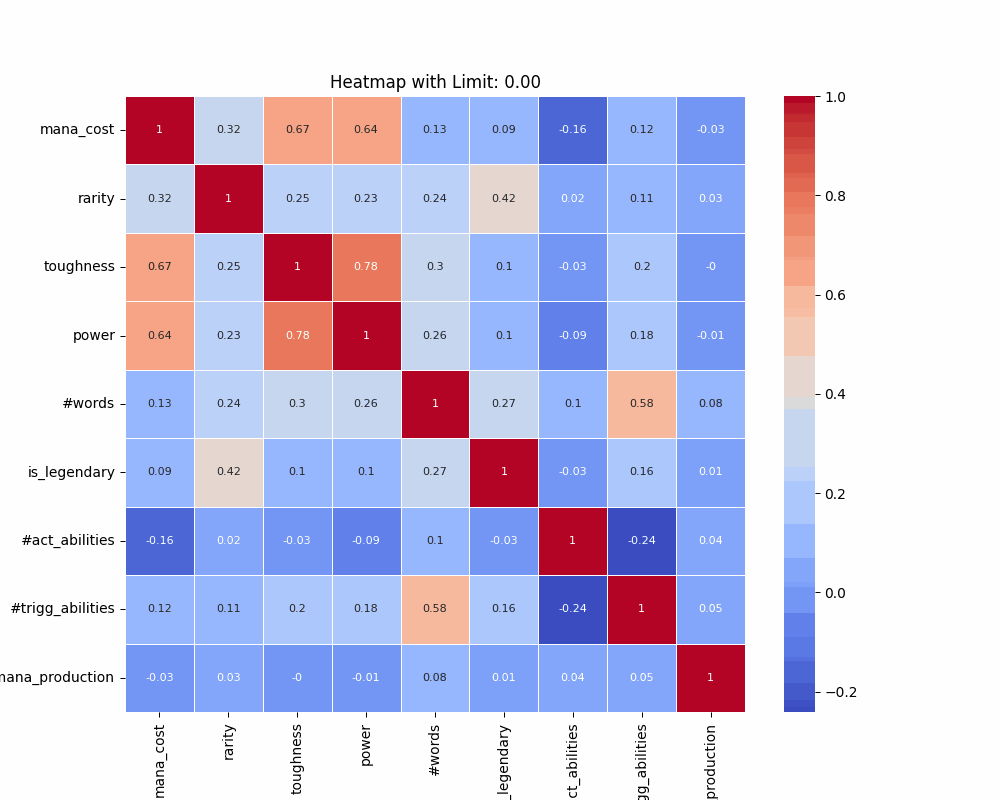 Heatmap with Limit: 0.00
mana_cost 1 0.32 0.67 0.64 0.13 0.09 -0.16 0.12 -0.03
rarity 0.32 1 0.25 0.23 0.24 0.42 0.02 0.11 0.03
toughness 0.67 0.25 1 0.78 0.3 0.1 -0.03 0.2 -0
power 0.64 0.23 0.78 1 0.26 0.1 -0.09 0.18 -0.01
#words 0.13 0.24 0.3 0.26 1 0.27 0.1 0.58 0.08
is_legendary 0.09 0.42 0.1 0.1 0.27 1 -0.03 0.16 0.01
#act_abilities -0.16 0.02 -0.03 -0.09 0.1 -0.03 1 -0.24 0.04
#trigg_abilities 0.12 0.11 0.2 0.18 0.58 0.16 -0.24 1 0.05
mana_production -0.03 0.03 -0 -0.01 0.08 0.01 0.04 0.05 1
mana_cost
rarity
toughness
power
#words
_legendary
ct_abilities
gg_abilities
production
1.0
0.8
0.6
0.4
0.2
0.0
−0.2